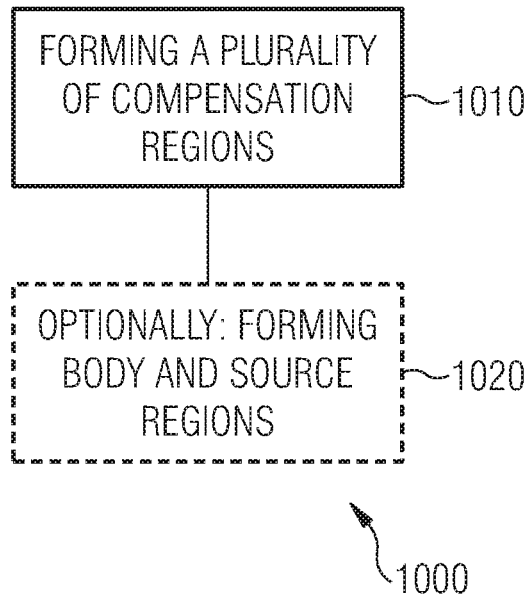 FORMING A PLURALITY
OF COMPENSATION
REGIONS
1010
OPTIONALLY: FORMING
BODY AND SOURCE
REGIONS
1020
1000